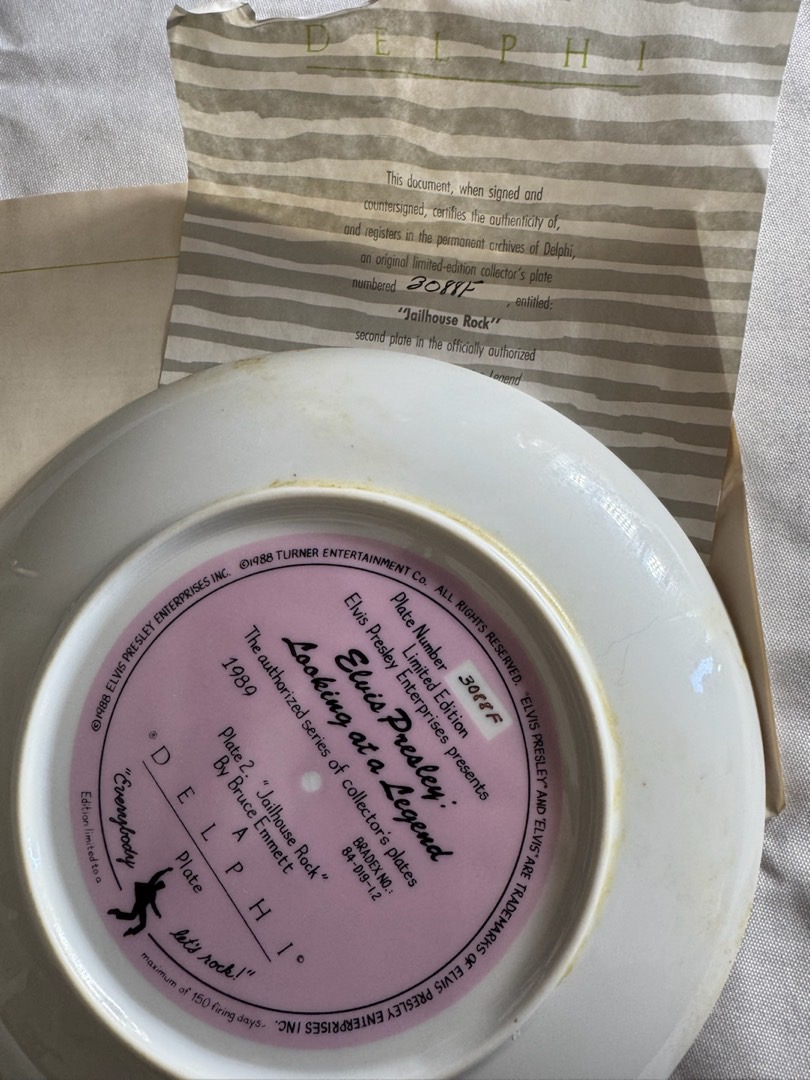 DELPHI
This document, when signed and
countersigned, certifies the authenticity of,
and registers in the permanent archives of Delphi,
an original limited-edition collector's plate
numbered 3088F , entitled:
"Jailhouse Rock"
second plate in the officially authorized
Legend
©1988 ELVIS PRESLEY ENTERPRISES INC. ©1988 TURNER ENTERTAINMENT Co. ALL RIGHTS RESERVED. "ELVIS PRESLEY" AND "ELVIS" ARE TRADEMARKS OF ELVIS PRESLEY ENTERPRISES INC.
Plate Number 3088F
Limited Edition
Elvis Presley Enterprises presents
Elvis Presley:
Looking at a Legend
The authorized series of collector's plates
1989
BRADEX NO.:
84-D19-1.2
Plate 2. "Jailhouse Rock"
By Bruce Emmett
A
®DELPHI©
Plate
"Everybody
let's rock!"
Edition limited to a
maximum of 150 firing days.